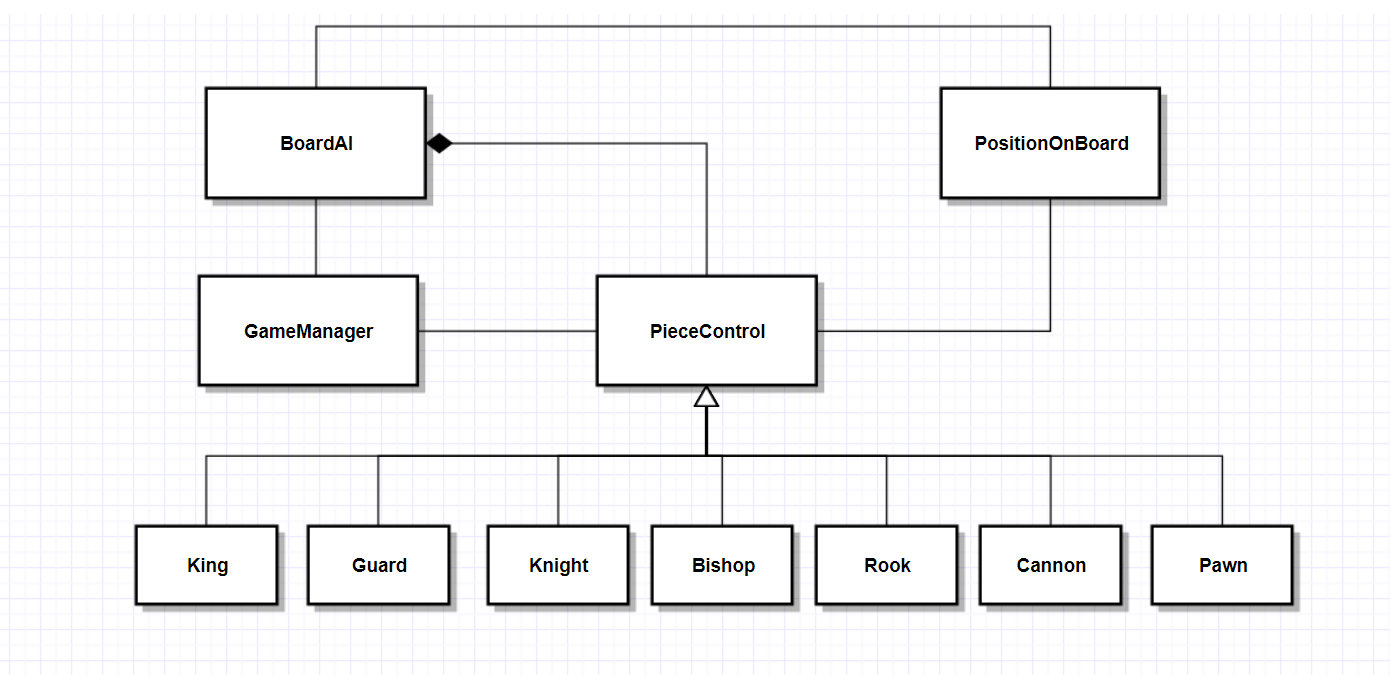 BoardAI
PositionOnBoard
GameManager
PieceControl
King
Guard
Knight
Bishop
Rook
Cannon
Pawn